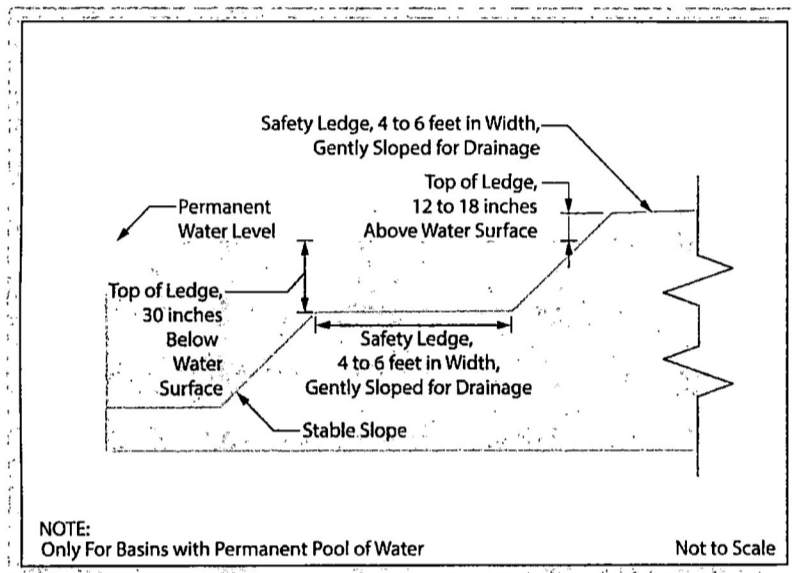 Safety Ledge, 4 to 6 feet in Width,
Gently Sloped for Drainage
Top of Ledge,
12 to 18 inches
Above Water Surface
Permanent
Water Level
Top of Ledge,
30 inches
Below
Water
Surface
Safety Ledge,
4 to 6 feet in Width,
Gently Sloped for Drainage
Stable Slope
NOTE:
Only For Basins with Permanent Pool of Water
Not to Scale